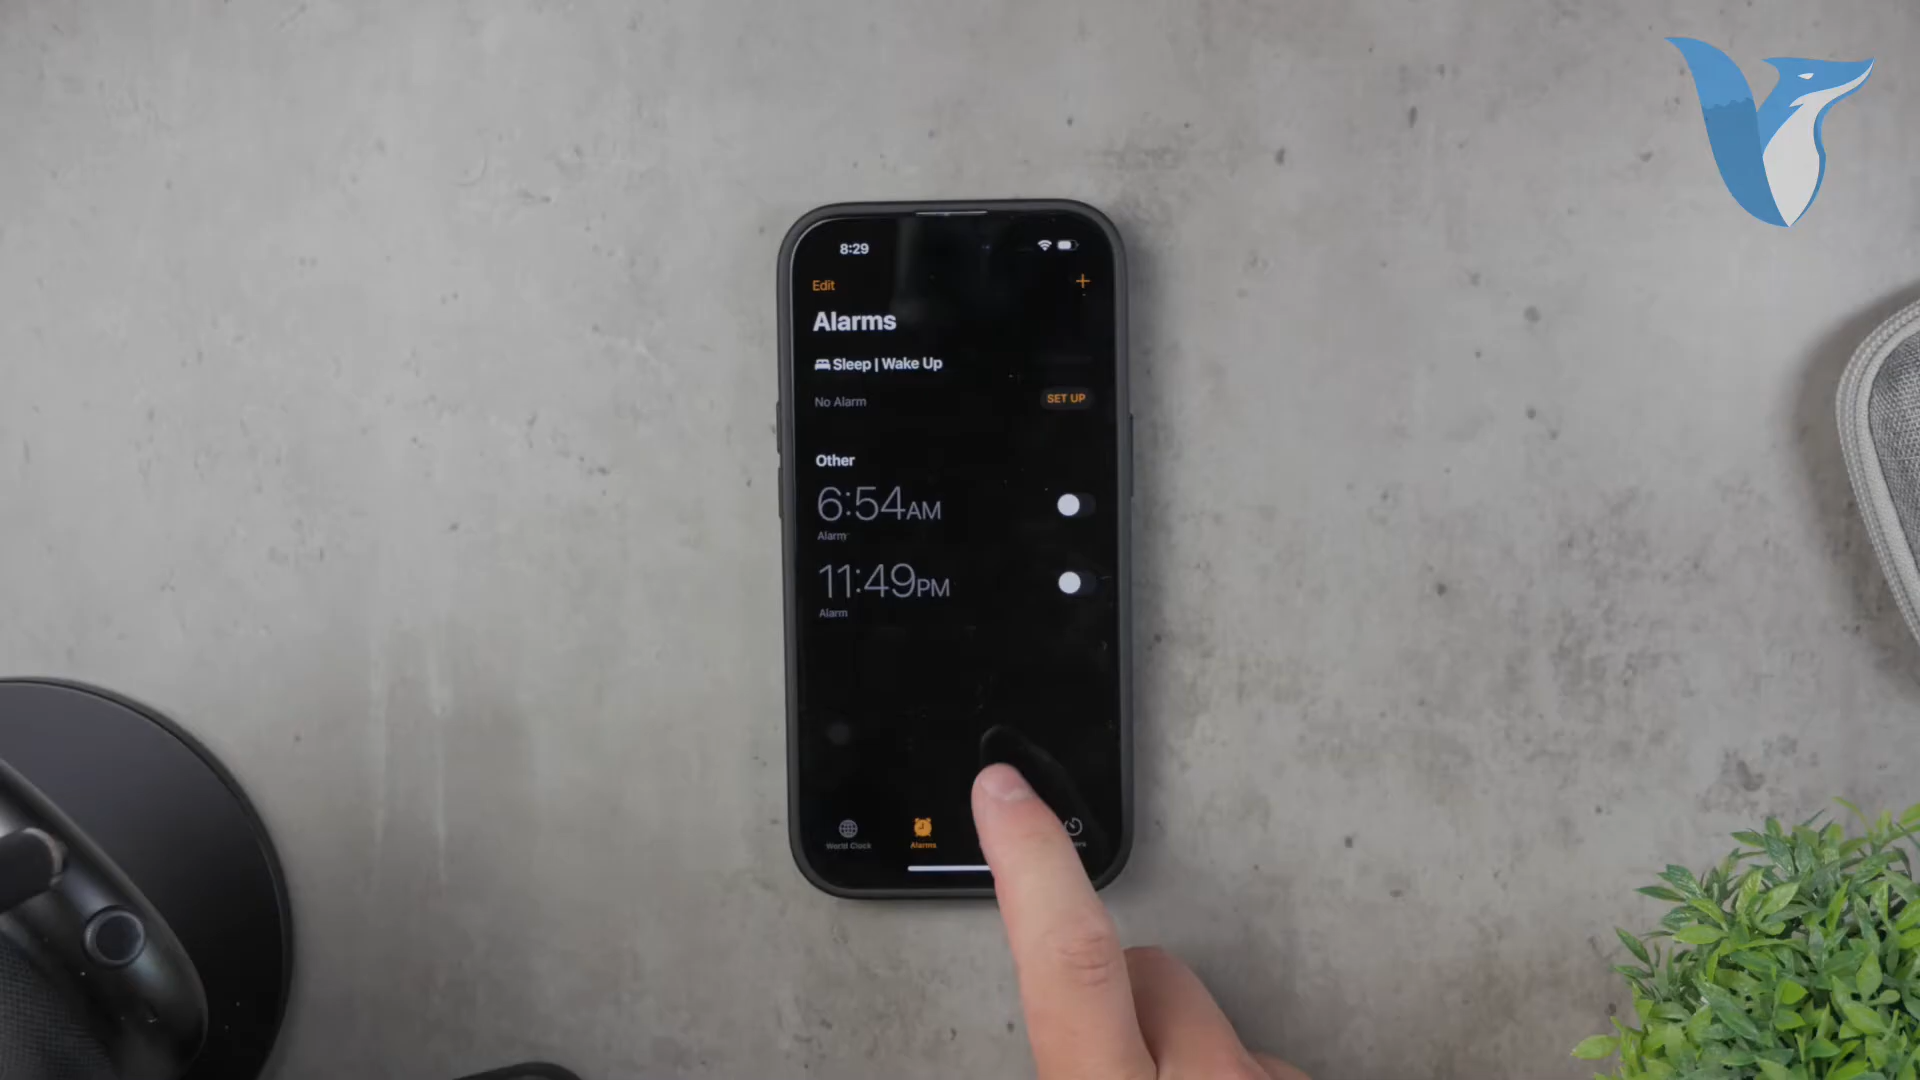 8:29
Edit
+
Alarms
Sleep | Wake Up
No Alarm
SET UP
Other
6:54AM
Alarm
11:49PM
Alarm
World Clock
Alarms